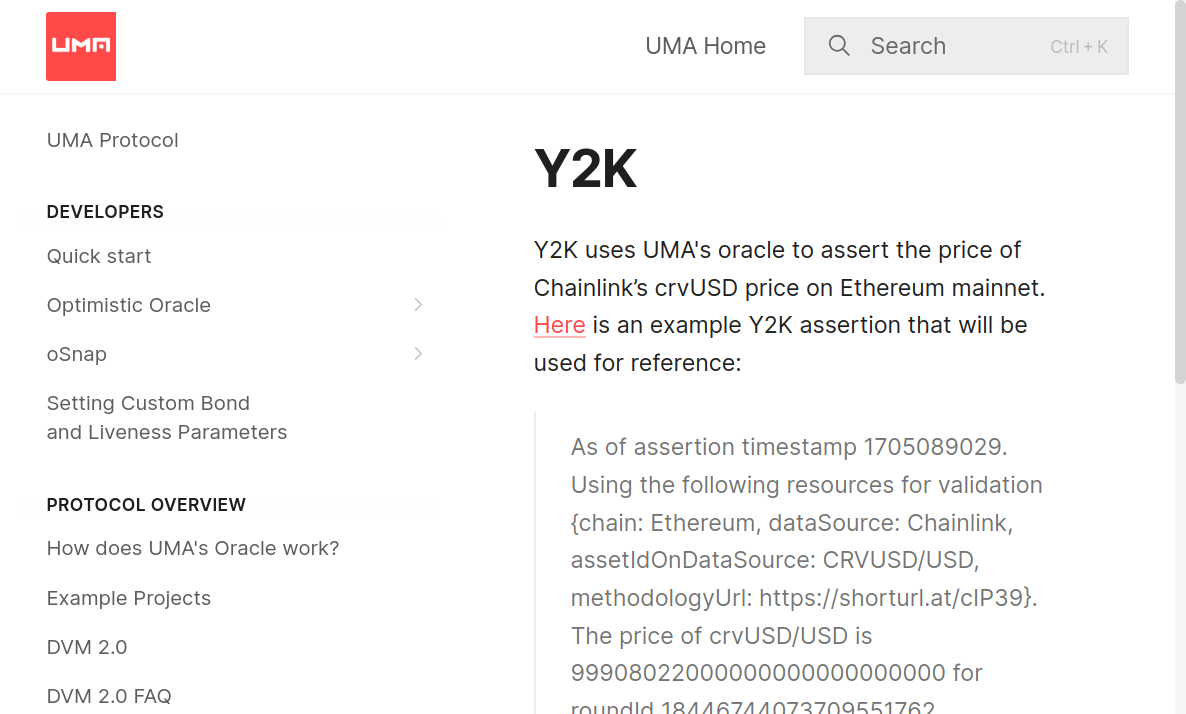 UMA
UMA Home
Search
Ctrl + K
UMA Protocol
DEVELOPERS
Quick start
Optimistic Oracle
oSnap
Setting Custom Bond
and Liveness Parameters
PROTOCOL OVERVIEW
How does UMA's Oracle work?
Example Projects
DVM 2.0
DVM 2.0 FAQ
Y2K
Y2K uses UMA's oracle to assert the price of
Chainlink’s crvUSD price on Ethereum mainnet.
Here is an example Y2K assertion that will be
used for reference:
As of assertion timestamp 1705089029.
Using the following resources for validation
{chain: Ethereum, dataSource: Chainlink,
assetIdOnDataSource: CRVUSD/USD,
methodologyUrl: https://shorturl.at/cIP39}.
The price of crvUSD/USD is
99908022000000000000000000 for
roundId 18446744073709551762